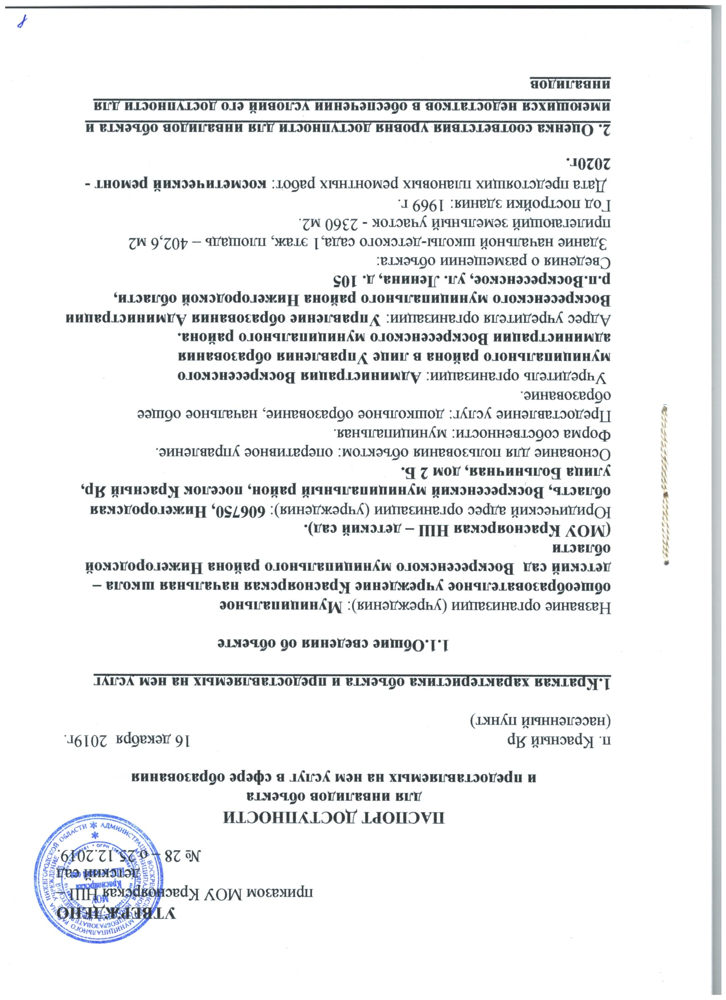 УТВЕРЖДЕНО
приказом МОУ Красноярская НШ –
детский сад
№ 28 – о 25.12.2019.
ПАСПОРТ ДОСТУПНОСТИ
для инвалидов объекта
и предоставляемых на нем услуг в сфере образования
п. Красный Яр 16 декабря 2019г.
(населенный пункт)
1.Краткая характеристика объекта и предоставляемых на нем услуг
1.1.Общие сведения об объекте
Название организации (учреждения): Муниципальное
общеобразовательное учреждение Красноярская начальная школа –
детский сад Воскресенского муниципального района Нижегородской
области
(МОУ Красноярская НШ – детский сад).
Юридический адрес организации (учреждения): 606750, Нижегородская
область, Воскресенский муниципальный район, поселок Красный Яр,
улица Больничная, дом 2 Б.
Основание для пользования объектом: оперативное управление.
Форма собственности: муниципальная.
Предоставление услуг: дошкольное образование, начальное общее
образование.
Учредитель организации: Администрация Воскресенского
муниципального района в лице Управления образования
администрации Воскресенского муниципального района.
Адрес учредителя организации: Управление образования Администрации
Воскресенского муниципального района Нижегородской области,
р.п.Воскресенское, ул. Ленина, д. 105
Сведения о размещении объекта:
Здание начальной школы-детского сада,1 этаж, площадь – 402,6 м2
прилегающий земельный участок - 2360 м2.
Год постройки здания: 1969 г.
Дата предстоящих плановых ремонтных работ: косметический ремонт -
2020г.
2. Оценка соответствия уровня доступности для инвалидов объекта и
имеющихся недостатков в обеспечении условий его доступности для
инвалидов
АДМИНИСТРАЦИЯ ВОСКРЕСЕНСКОГО МУНИЦИПАЛЬНОГО РАЙОНА НИЖЕГОРОДСКОЙ ОБЛАСТИ
МОУ
Красноярская